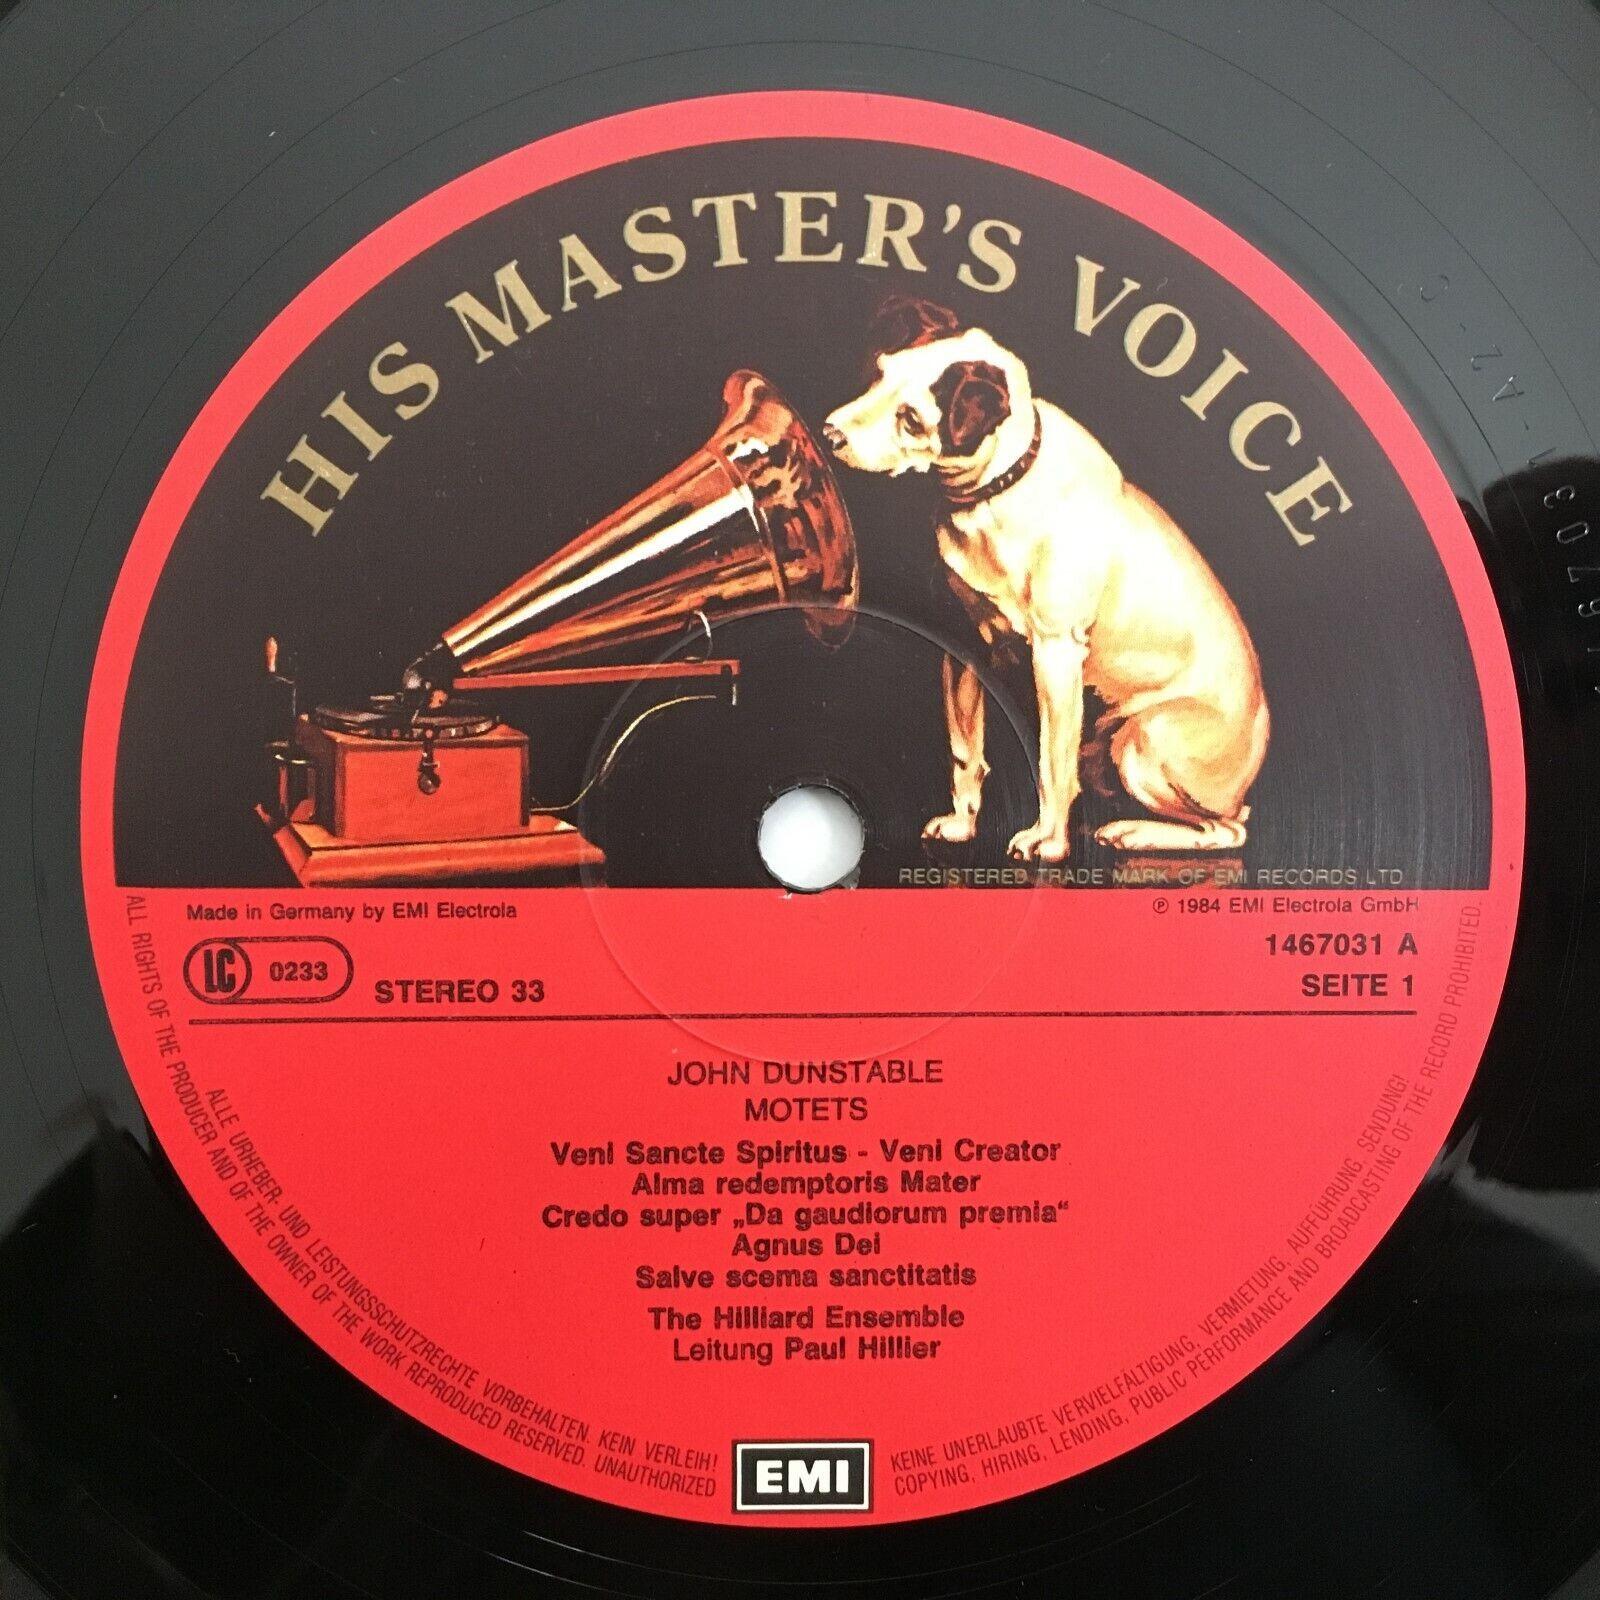 HIS MASTER'S VOICE
REGISTERED TRADE MARK OF EMI RECORDS LTD
Made in Germany by EMI Electrola
℗ 1984 EMI Electrola GmbH
1467031 A
LC 0233
STEREO 33
SEITE 1
JOHN DUNSTABLE
MOTETS
Veni Sancte Spiritus - Veni Creator
Alma redemptoris Mater
Credo super „Da gaudiorum premia“
Agnus Dei
Salve scema sanctitatis
The Hilliard Ensemble
Leitung Paul Hillier
ALLE URHEBER- UND LEISTUNGSSCHUTZRECHTE VORBEHALTEN. KEIN VERLEIH! KEINE UNERLAUBTE VERVIELFÄLTIGUNG, VERMIETUNG, AUFFÜHRUNG, SENDUNG!
ALL RIGHTS OF THE PRODUCER AND OF THE OWNER OF THE WORK REPRODUCED RESERVED. UNAUTHORIZED COPYING, HIRING, LENDING, PUBLIC PERFORMANCE AND BROADCASTING OF THE RECORD PROHIBITED.
EMI